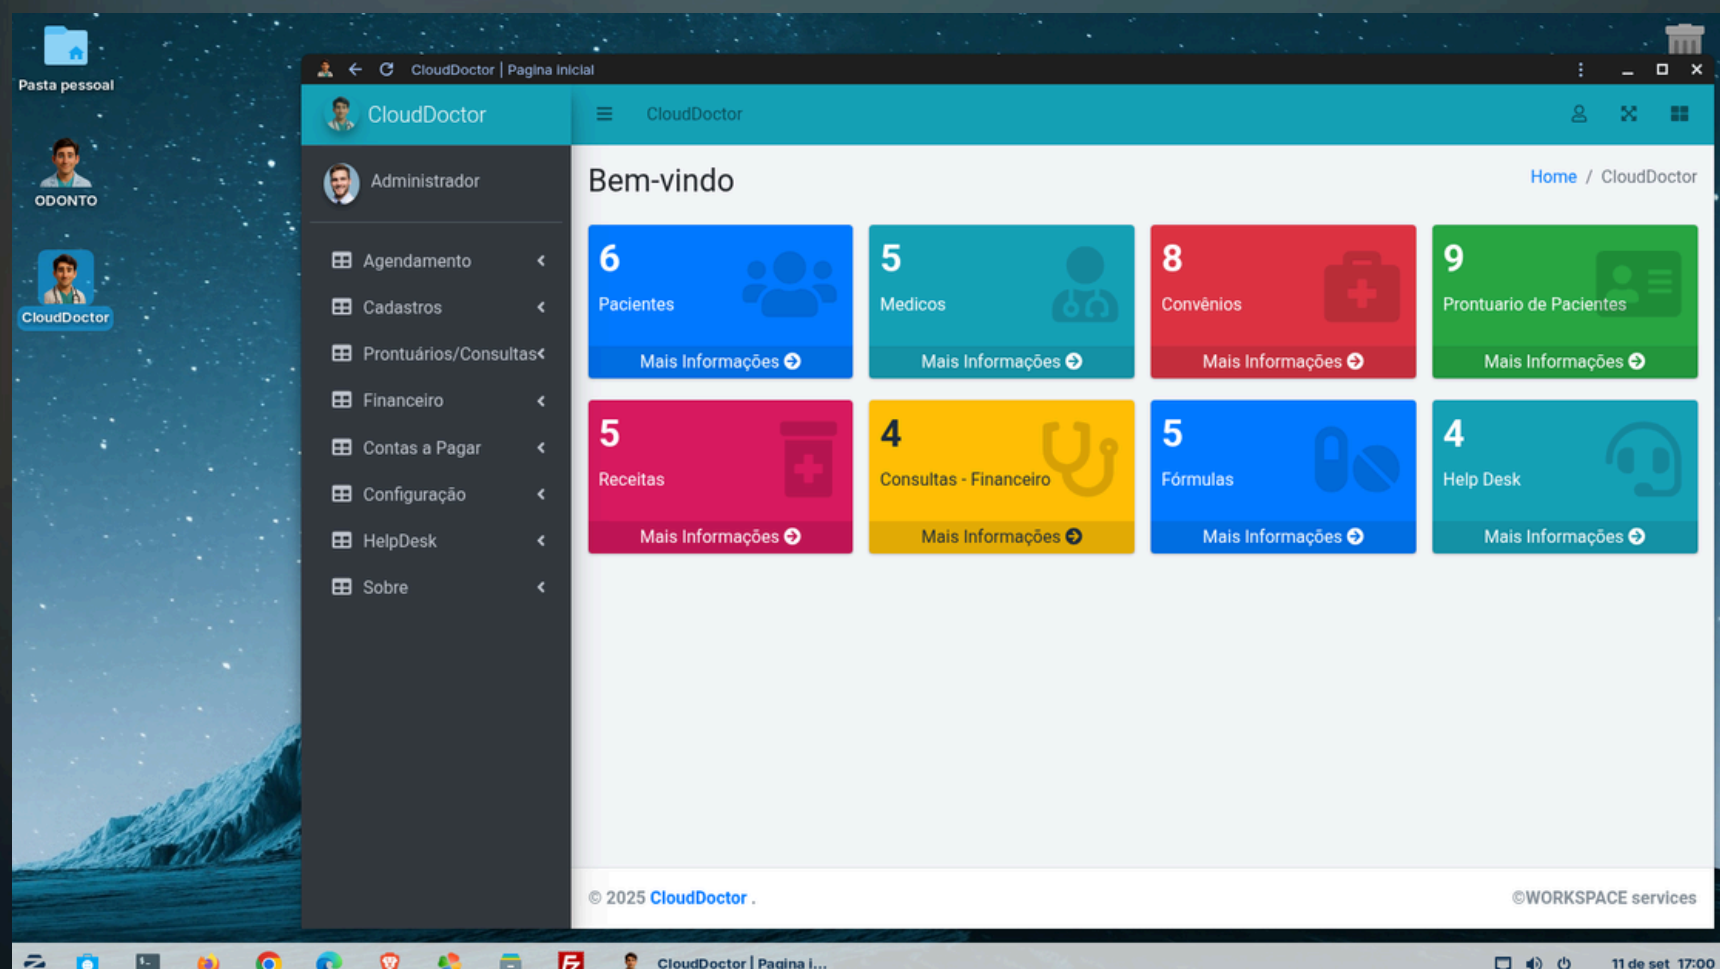 Pasta pessoal
ODONTO
CloudDoctor
CloudDoctor | Pagina Inicial
CloudDoctor
CloudDoctor
Administrador
Agendamento
Cadastros
Prontuários/Consultas
Financeiro
Contas a Pagar
Configuração
HelpDesk
Sobre
Bem-vindo
Home / CloudDoctor
6
Pacientes
Mais Informações
5
Medicos
Mais Informações
8
Convênios
Mais Informações
9
Prontuario de Pacientes
Mais Informações
5
Receitas
Mais Informações
4
Consultas - Financeiro
Mais Informações
5
Fórmulas
Mais Informações
4
Help Desk
Mais Informações
© 2025 CloudDoctor .
©WORKSPACE services
CloudDoctor | Pagina i...
11 de set 17:00